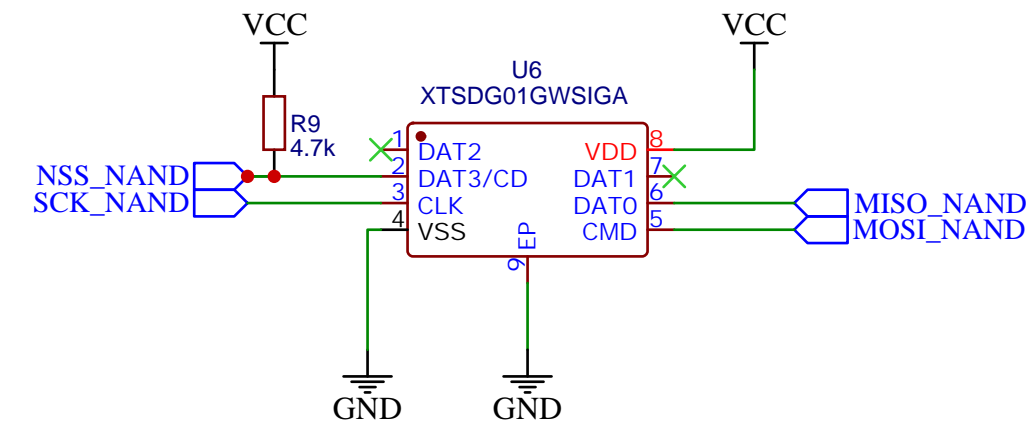 VCC
VCC
U6
XTSDG01GWSIGA
R9
4.7k
NSS_NAND
SCK_NAND
1
DAT2
2
DAT3/CD
3
CLK
4
VSS
8
VDD
7
DAT1
6
DAT0
5
CMD
9
EP
MISO_NAND
MOSI_NAND
GND
GND